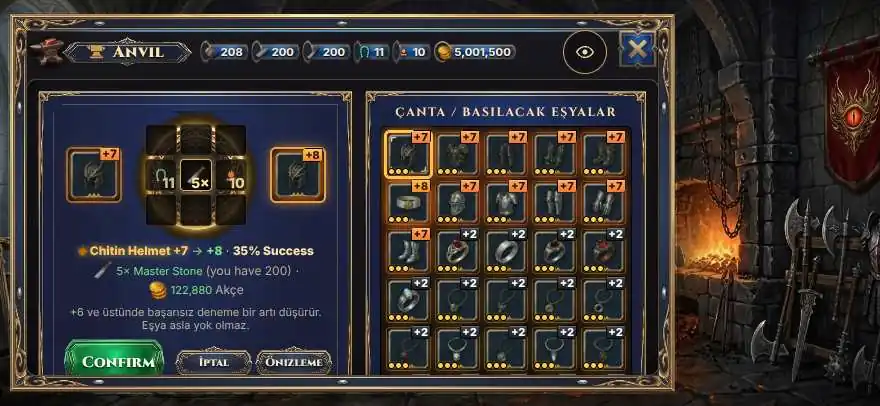 ANVIL
208
200
200
11
10
5,001,500
ÇANTA / BASILACAK EŞYALAR
+7
+8
11
5×
10
Chitin Helmet +7 → +8 · 35% Success
5× Master Stone (you have 200) ·
122,880 Akçe
+6 ve üstünde başarısız deneme bir artı düşürür.
Eşya asla yok olmaz.
CONFIRM
İPTAL
ÖNIZLEME
+7 +7 +7 +7 +7
+8 +7 +7 +7 +7
+7 +2 +2 +2 +2
+2 +2 +2 +2 +2
+2 +2 +2 +2 +2